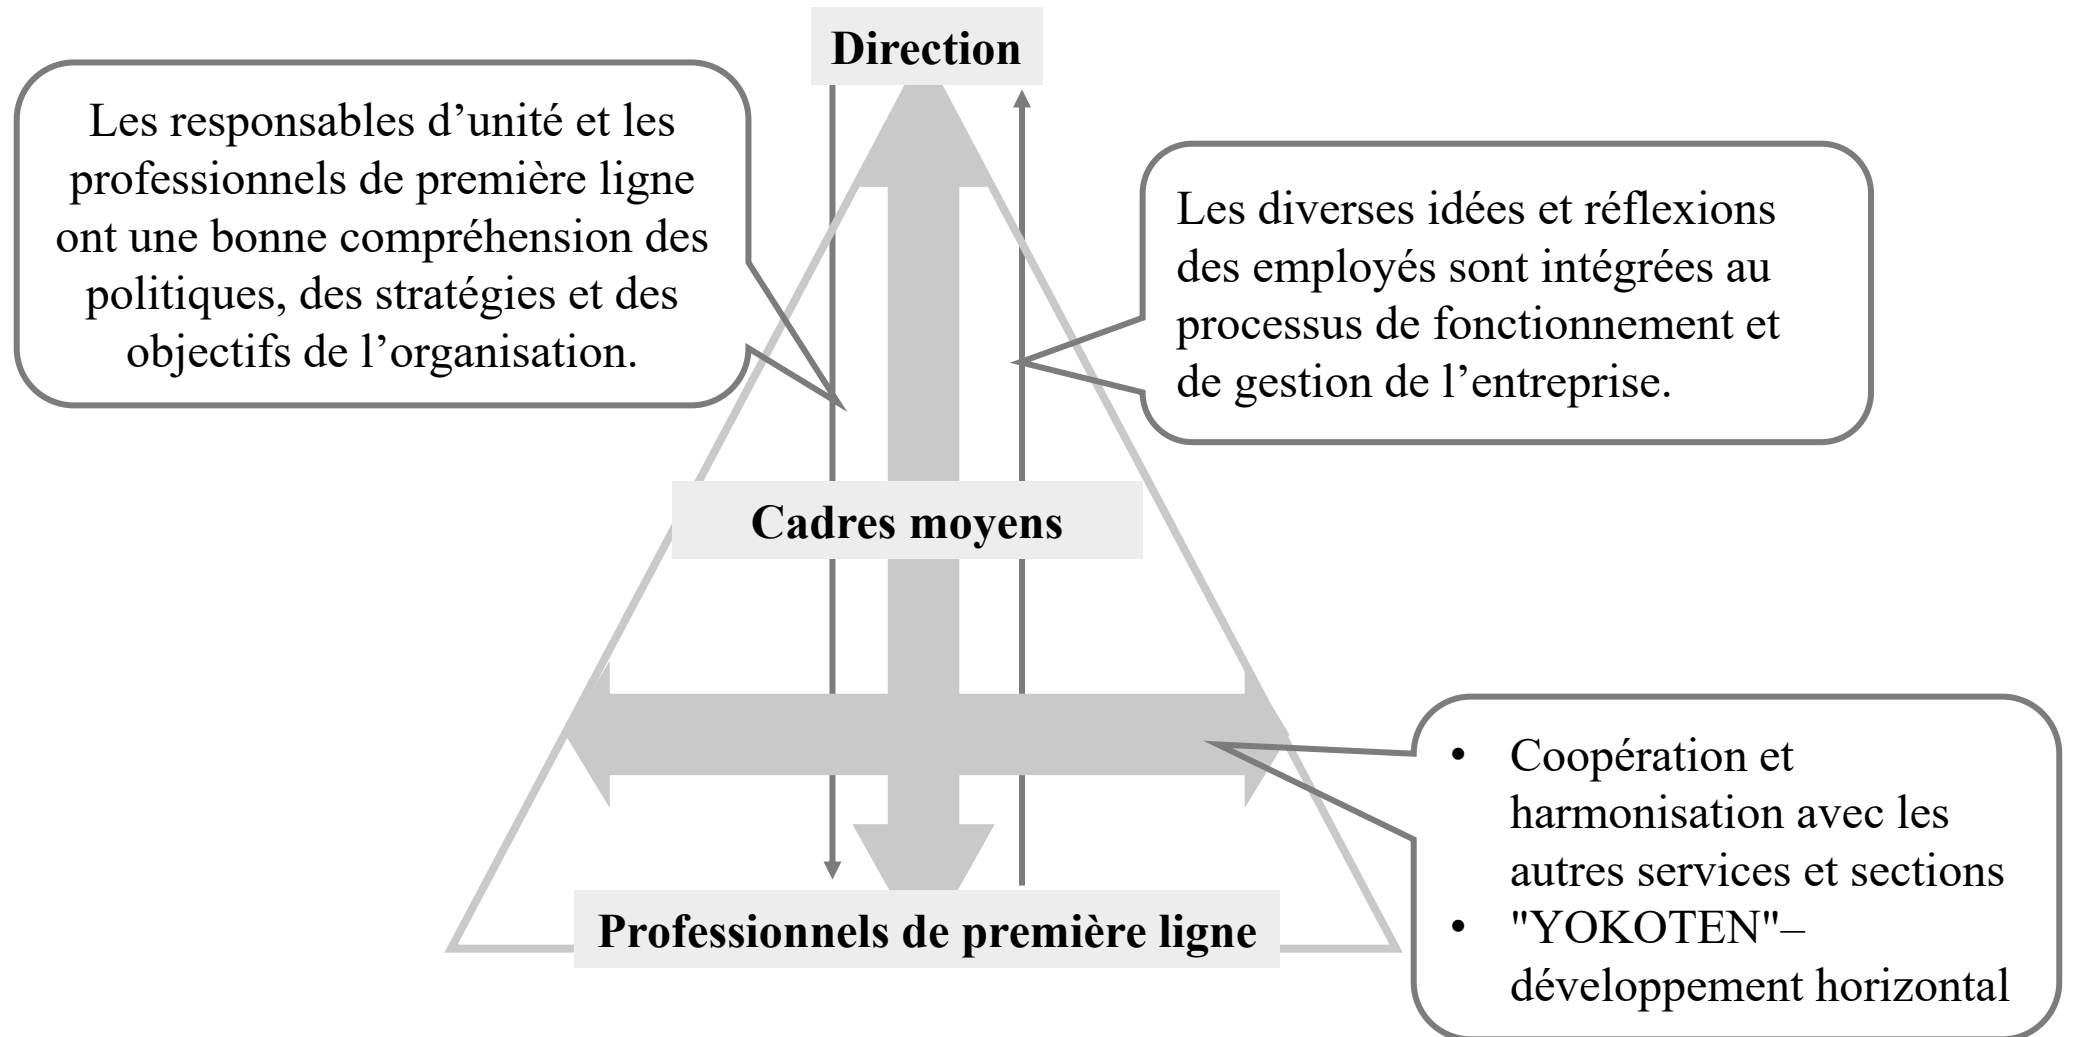 Direction
Les responsables d’unité et les
professionnels de première ligne
ont une bonne compréhension des
politiques, des stratégies et des
objectifs de l’organisation.
Les diverses idées et réflexions
des employés sont intégrées au
processus de fonctionnement et
de gestion de l’entreprise.
Cadres moyens
• Coopération et
harmonisation avec les
autres services et sections
• "YOKOTEN"–
développement horizontal
Professionnels de première ligne